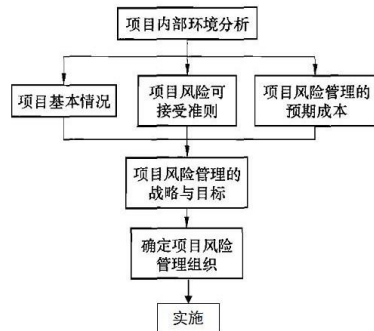 项目内部环境分析
项目基本情况
项目风险可
接受准则
项目风险管理的
预期成本
项目风险管理的
战略与目标
确定项目风险
管理组织
实施